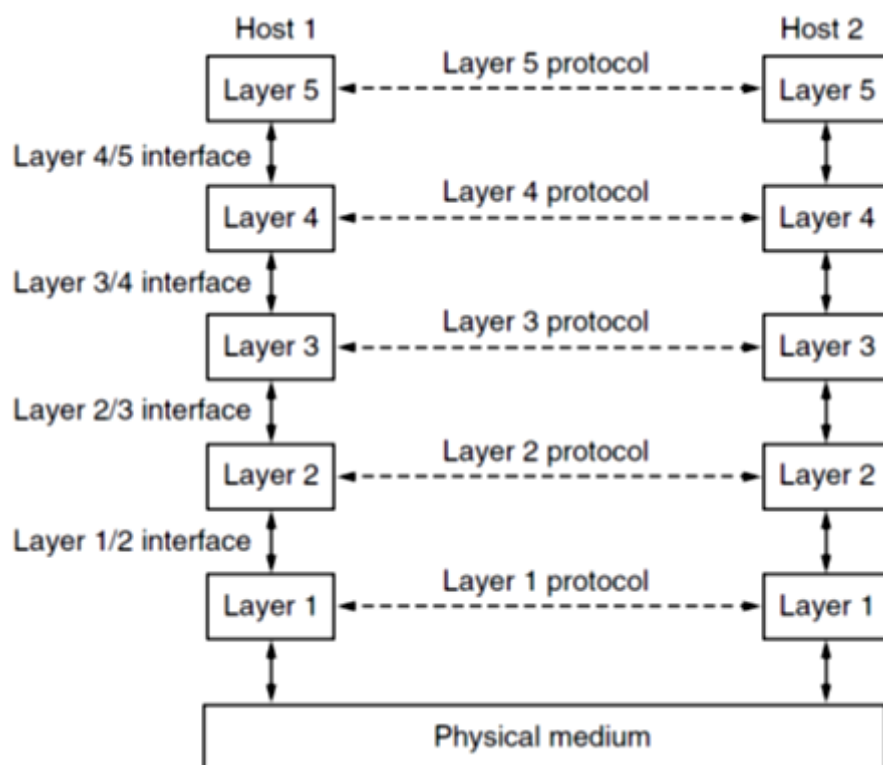 Host 1
Host 2
Layer 5 protocol
Layer 5
Layer 5
Layer 4/5 interface
Layer 4 protocol
Layer 4
Layer 4
Layer 3/4 interface
Layer 3 protocol
Layer 3
Layer 3
Layer 2/3 interface
Layer 2 protocol
Layer 2
Layer 2
Layer 1/2 interface
Layer 1 protocol
Layer 1
Layer 1
Physical medium